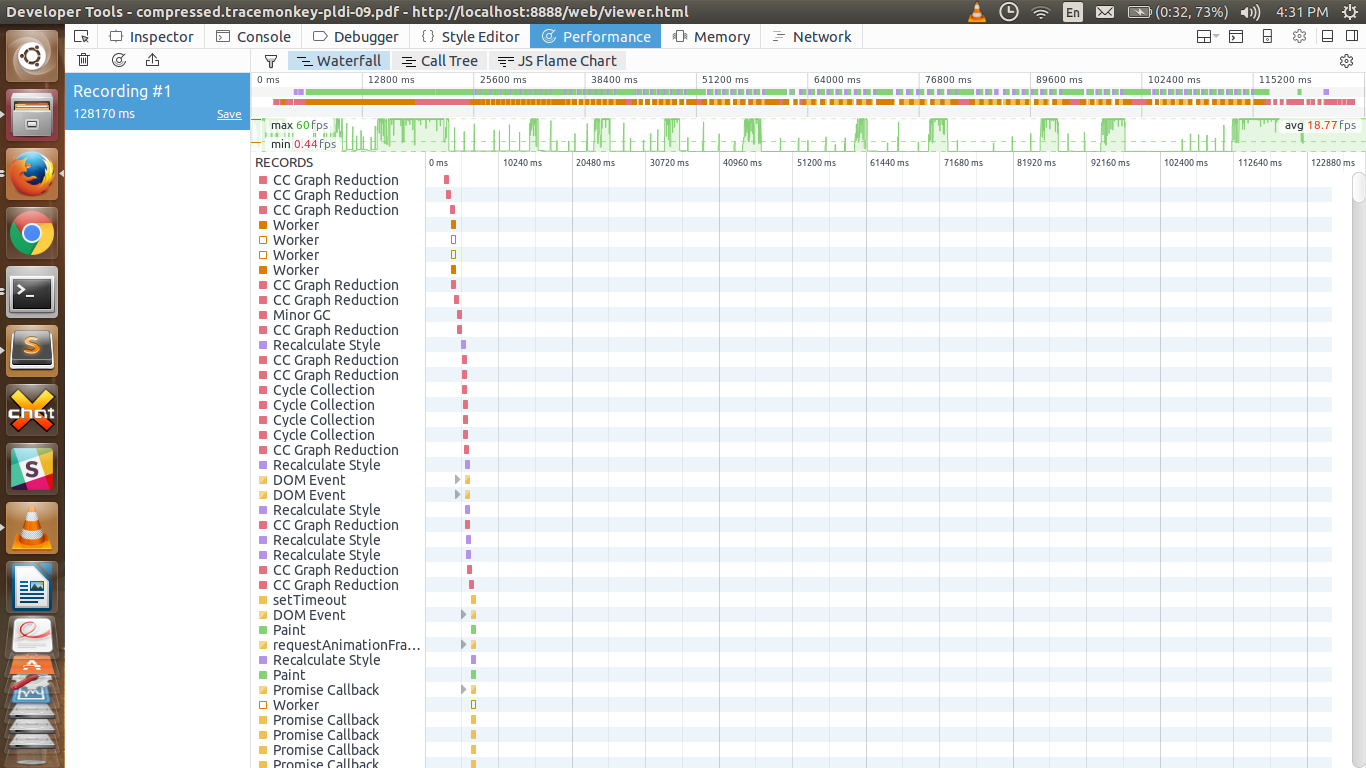 Developer Tools - compressed.tracemonkey-pldi-09.pdf - http://localhost:8888/web/viewer.html
En
(0:32, 73%)
4:31 PM
Inspector
Console
Debugger
{ } Style Editor
Performance
Memory
Network
Waterfall
Call Tree
JS Flame Chart
Recording #1
128170 ms
Save
0 ms 12800 ms 25600 ms 38400 ms 51200 ms 64000 ms 76800 ms 89600 ms 102400 ms 115200 ms
max 60 fps
avg 18.77 fps
min 0.44 fps
RECORDS
0 ms 10240 ms 20480 ms 30720 ms 40960 ms 51200 ms 61440 ms 71680 ms 81920 ms 92160 ms 102400 ms 112640 ms 122880 ms
CC Graph Reduction
CC Graph Reduction
CC Graph Reduction
Worker
Worker
Worker
Worker
CC Graph Reduction
CC Graph Reduction
Minor GC
CC Graph Reduction
Recalculate Style
CC Graph Reduction
CC Graph Reduction
Cycle Collection
Cycle Collection
Cycle Collection
Cycle Collection
CC Graph Reduction
Recalculate Style
DOM Event
DOM Event
Recalculate Style
CC Graph Reduction
Recalculate Style
Recalculate Style
CC Graph Reduction
CC Graph Reduction
setTimeout
DOM Event
Paint
requestAnimationFra...
Recalculate Style
Paint
Promise Callback
Worker
Promise Callback
Promise Callback
Promise Callback
Promise Callback
>_
S
chat
S